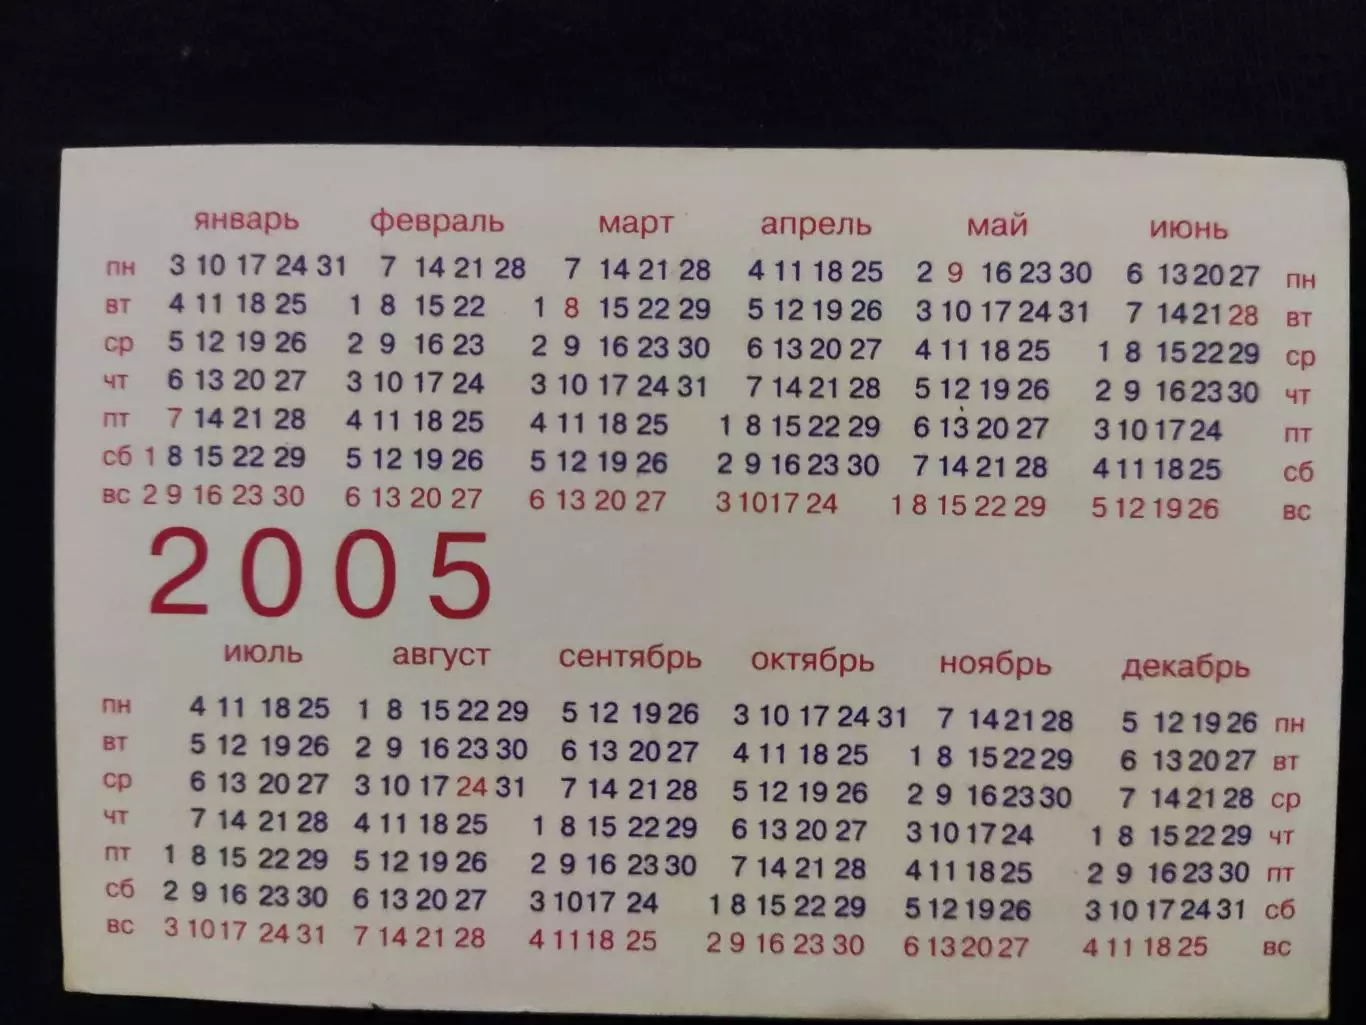 январь февраль март апрель май июнь
пн 3 10 17 24 31 7 14 21 28 7 14 21 28 4 11 18 25 2 9 16 23 30 6 13 20 27 пн
вт 4 11 18 25 1 8 15 22 1 8 15 22 29 5 12 19 26 3 10 17 24 31 7 14 21 28 вт
ср 5 12 19 26 2 9 16 23 2 9 16 23 30 6 13 20 27 4 11 18 25 1 8 15 22 29 ср
чт 6 13 20 27 3 10 17 24 3 10 17 24 31 7 14 21 28 5 12 19 26 2 9 16 23 30 чт
пт 7 14 21 28 4 11 18 25 4 11 18 25 1 8 15 22 29 6 13 20 27 3 10 17 24 пт
сб 1 8 15 22 29 5 12 19 26 5 12 19 26 2 9 16 23 30 7 14 21 28 4 11 18 25 сб
вс 2 9 16 23 30 6 13 20 27 6 13 20 27 3 10 17 24 1 8 15 22 29 5 12 19 26 вс
2005
июль август сентябрь октябрь ноябрь декабрь
пн 4 11 18 25 1 8 15 22 29 5 12 19 26 3 10 17 24 31 7 14 21 28 5 12 19 26 пн
вт 5 12 19 26 2 9 16 23 30 6 13 20 27 4 11 18 25 1 8 15 22 29 6 13 20 27 вт
ср 6 13 20 27 3 10 17 24 31 7 14 21 28 5 12 19 26 2 9 16 23 30 7 14 21 28 ср
чт 7 14 21 28 4 11 18 25 1 8 15 22 29 6 13 20 27 3 10 17 24 1 8 15 22 29 чт
пт 1 8 15 22 29 5 12 19 26 2 9 16 23 30 7 14 21 28 4 11 18 25 2 9 16 23 30 пт
сб 2 9 16 23 30 6 13 20 27 3 10 17 24 1 8 15 22 29 5 12 19 26 3 10 17 24 31 сб
вс 3 10 17 24 31 7 14 21 28 4 11 18 25 2 9 16 23 30 6 13 20 27 4 11 18 25 вс